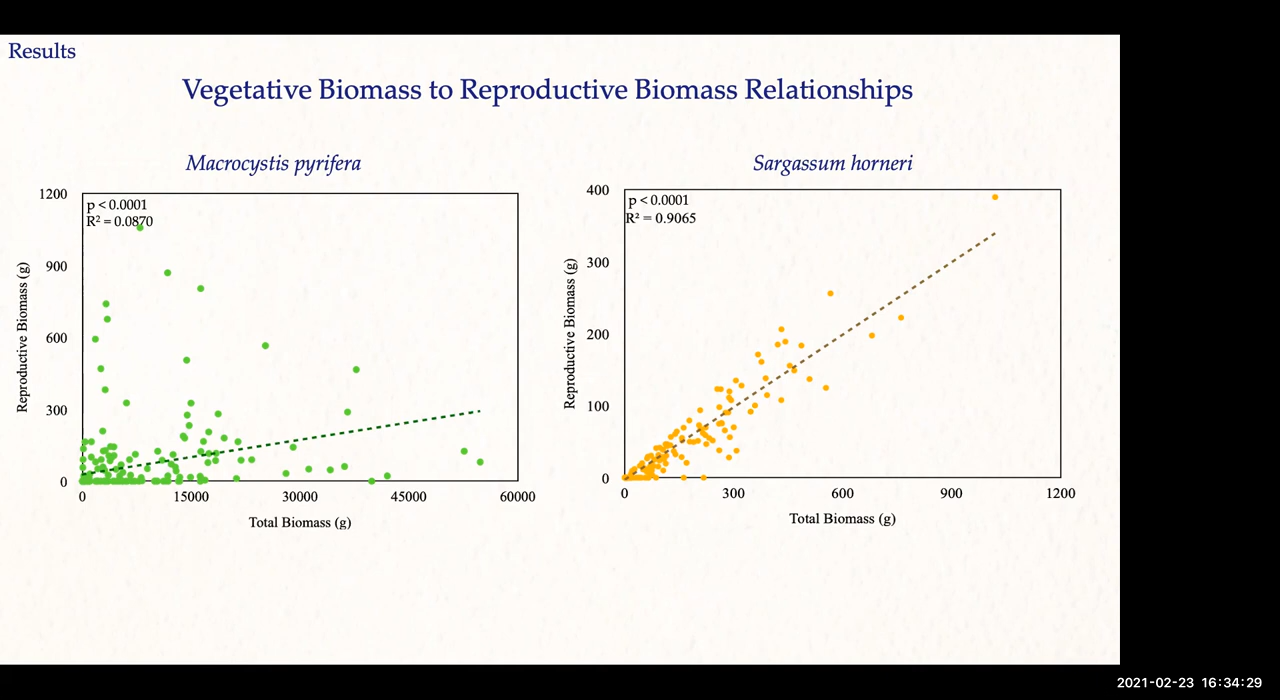 Results
Vegetative Biomass to Reproductive Biomass Relationships
Macrocystis pyrifera
Sargassum horneri
1200
900
600
300
0
Reproductive Biomass (g)
p < 0.0001
R² = 0.0870
0 15000 30000 45000 60000
Total Biomass (g)
400
300
200
100
0
Reproductive Biomass (g)
p < 0.0001
R² = 0.9065
0 300 600 900 1200
Total Biomass (g)
2021-02-23 16:34:29